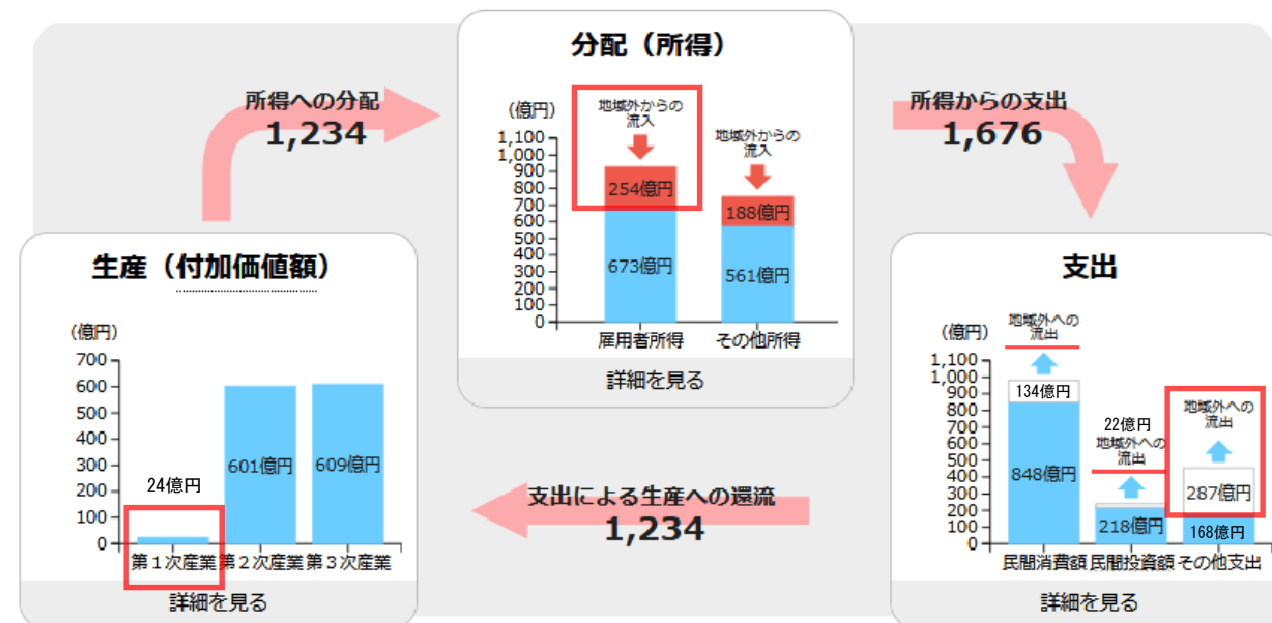 分配（所得）
所得への分配
1,234
(億円)
地域外からの
流入
地域外からの
流入
1,100
1,000
900
800
700
600
500
400
300
200
100
0
254億円
673億円
188億円
561億円
雇用者所得
その他所得
詳細を見る
所得からの支出
1,676
生産（付加価値額）
(億円)
700
600
500
400
300
200
100
0
24億円
601億円
609億円
第１次産業
第２次産業
第３次産業
詳細を見る
支出による生産への還流
1,234
支出
(億円)
地域外への
流出
1,100
1,000
900
800
700
600
500
400
300
200
100
0
134億円
848億円
22億円
地域外への
流出
218億円
地域外への
流出
287億円
168億円
民間消費額
民間投資額
その他支出
詳細を見る